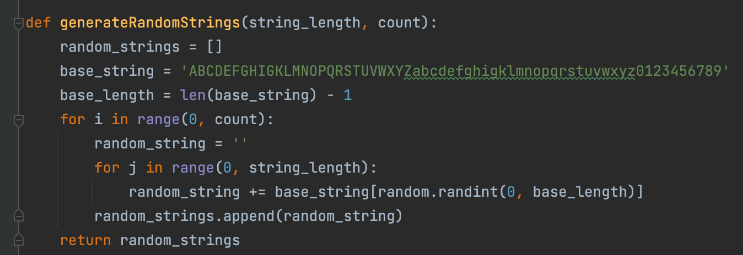 def generateRandomStrings(string_length, count):
    random_strings = []
    base_string = 'ABCDEFGHIGKLMNOPQRSTUVWXYZabcdefghigklmnopqrstuvwxyz0123456789'
    base_length = len(base_string) - 1
    for i in range(0, count):
        random_string = ''
        for j in range(0, string_length):
            random_string += base_string[random.randint(0, base_length)]
        random_strings.append(random_string)
    return random_strings